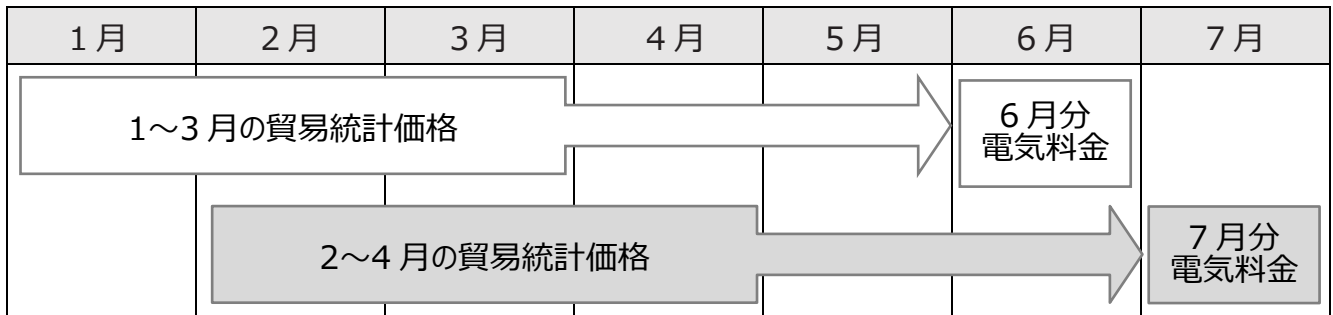 1月 2月 3月 4月 5月 6月 7月
1～3月の貿易統計価格
6月分
電気料金
2～4月の貿易統計価格
7月分
電気料金